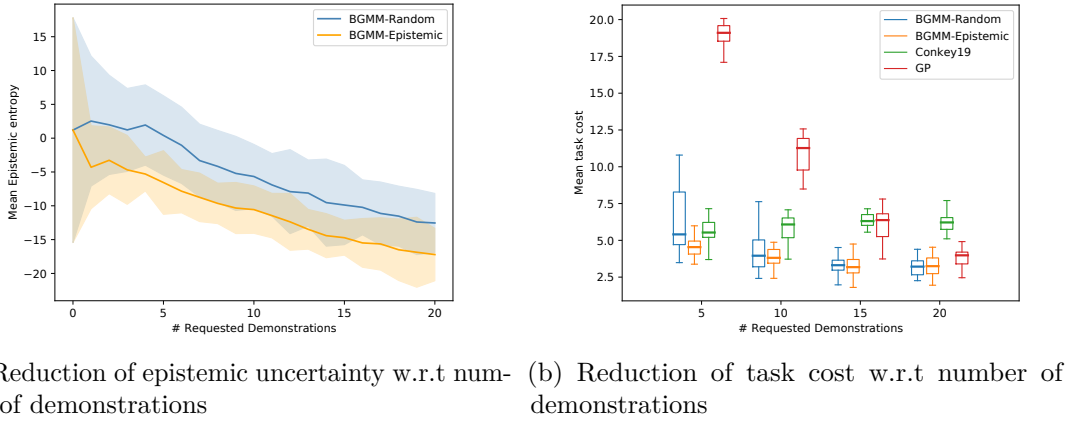 BGMM-Random
BGMM-Epistemic
15
10
5
0
−5
−10
−15
−20
Mean Epistemic entropy
0
5
10
15
20
# Requested Demonstrations
BGMM-Random
BGMM-Epistemic
Conkey19
GP
20.0
17.5
15.0
12.5
10.0
7.5
5.0
2.5
Mean task cost
5
10
15
20
# Requested Demonstrations
Reduction of epistemic uncertainty w.r.t num-
of demonstrations
(b) Reduction of task cost w.r.t number of
demonstrations